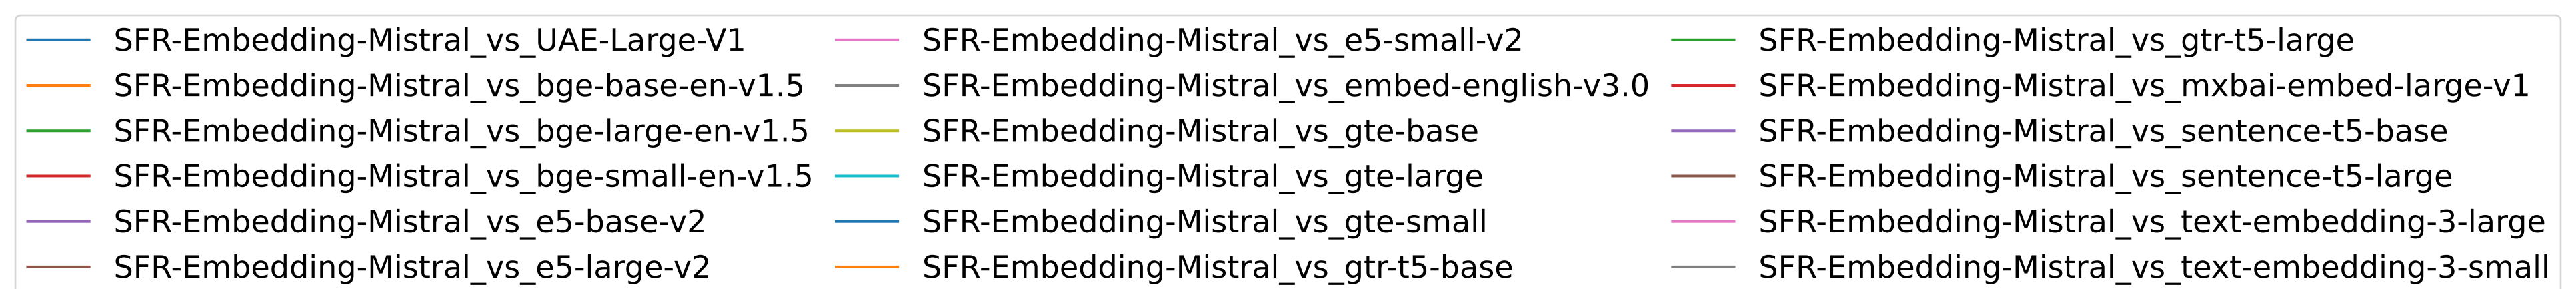 SFR-Embedding-Mistral_vs_UAE-Large-V1
SFR-Embedding-Mistral_vs_bge-base-en-v1.5
SFR-Embedding-Mistral_vs_bge-large-en-v1.5
SFR-Embedding-Mistral_vs_bge-small-en-v1.5
SFR-Embedding-Mistral_vs_e5-base-v2
SFR-Embedding-Mistral_vs_e5-large-v2
SFR-Embedding-Mistral_vs_e5-small-v2
SFR-Embedding-Mistral_vs_embed-english-v3.0
SFR-Embedding-Mistral_vs_gte-base
SFR-Embedding-Mistral_vs_gte-large
SFR-Embedding-Mistral_vs_gte-small
SFR-Embedding-Mistral_vs_gtr-t5-base
SFR-Embedding-Mistral_vs_gtr-t5-large
SFR-Embedding-Mistral_vs_mxbai-embed-large-v1
SFR-Embedding-Mistral_vs_sentence-t5-base
SFR-Embedding-Mistral_vs_sentence-t5-large
SFR-Embedding-Mistral_vs_text-embedding-3-large
SFR-Embedding-Mistral_vs_text-embedding-3-small